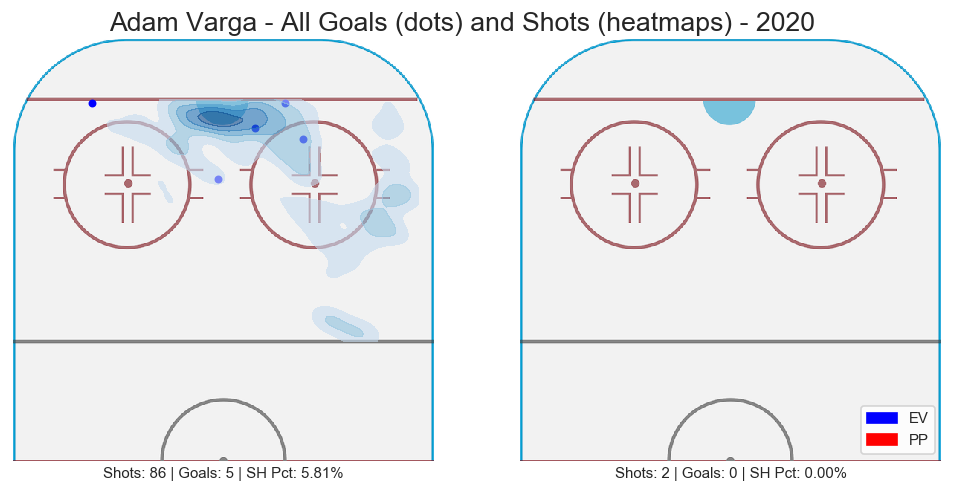 Adam Varga - All Goals (dots) and Shots (heatmaps) - 2020
EV
PP
Shots: 86 | Goals: 5 | SH Pct: 5.81%
Shots: 2 | Goals: 0 | SH Pct: 0.00%